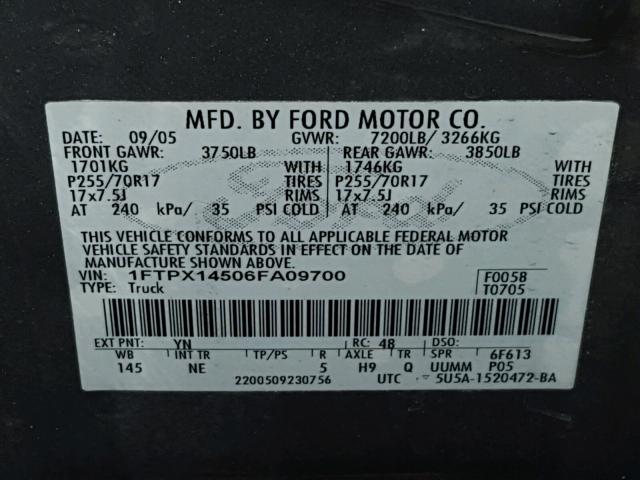 MFD. BY FORD MOTOR CO.
DATE: 09/05 GVWR: 7200LB/ 3266KG
FRONT GAWR: 3750LB REAR GAWR: 3850LB
1701KG WITH 1746KG WITH
P255/70R17 TIRES P255/70R17 TIRES
17x7.5J RIMS 17x7.5J RIMS
AT 240 kPa/ 35 PSI COLD AT 240 kPa/ 35 PSI COLD
THIS VEHICLE CONFORMS TO ALL APPLICABLE FEDERAL MOTOR
VEHICLE SAFETY STANDARDS IN EFFECT ON THE DATE OF
MANUFACTURE SHOWN ABOVE.
VIN: 1FTPX14506FA09700 F0058
TYPE: Truck T0705
EXT PNT: YN RC: 48 DSO:
WB INT TR TP/PS R AXLE TR SPR 6F613
145 NE 5 H9 Q UUMM P05
2200509230756 UTC 5U5A-1520472-BA